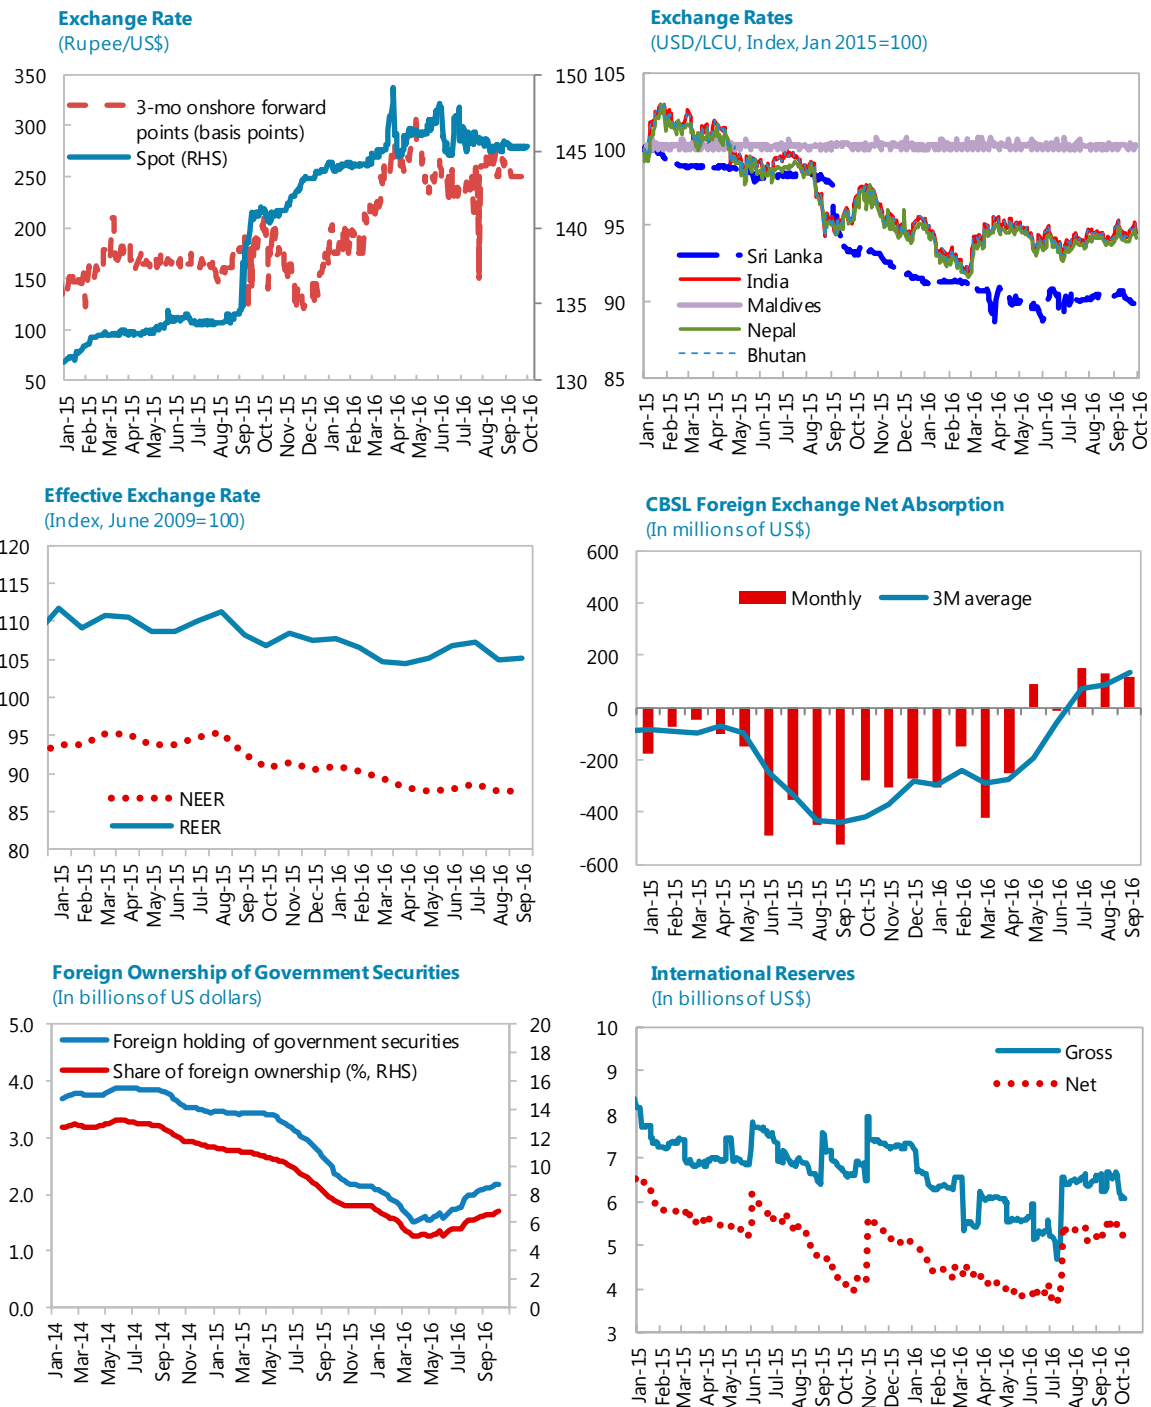 Exchange Rate
(Rupee/US$)
350
300
250
200
150
100
50
150
145
140
135
130
3-mo onshore forward
points (basis points)
Spot (RHS)
Jan-15
Feb-15
Mar-15
Apr-15
May-15
Jun-15
Jul-15
Aug-15
Sep-15
Oct-15
Nov-15
Dec-15
Jan-16
Feb-16
Mar-16
Apr-16
May-16
Jun-16
Jul-16
Aug-16
Sep-16
Oct-16
Exchange Rates
(USD/LCU, Index, Jan 2015=100)
105
100
95
90
85
Sri Lanka
India
Maldives
Nepal
Bhutan
Jan-15
Feb-15
Mar-15
Apr-15
May-15
Jun-15
Jul-15
Aug-15
Sep-15
Oct-15
Nov-15
Dec-15
Jan-16
Feb-16
Mar-16
Apr-16
May-16
Jun-16
Jul-16
Aug-16
Sep-16
Oct-16
Effective Exchange Rate
(Index, June 2009=100)
120
115
110
105
100
95
90
85
80
NEER
REER
Jan-15
Feb-15
Mar-15
Apr-15
May-15
Jun-15
Jul-15
Aug-15
Sep-15
Oct-15
Nov-15
Dec-15
Jan-16
Feb-16
Mar-16
Apr-16
May-16
Jun-16
Jul-16
Aug-16
Sep-16
CBSL Foreign Exchange Net Absorption
(In millions of US$)
600
400
200
0
-200
-400
-600
Monthly
3M average
Jan-15
Feb-15
Mar-15
Apr-15
May-15
Jun-15
Jul-15
Aug-15
Sep-15
Oct-15
Nov-15
Dec-15
Jan-16
Feb-16
Mar-16
Apr-16
May-16
Jun-16
Jul-16
Aug-16
Sep-16
Foreign Ownership of Government Securities
(In billions of US dollars)
5.0
4.0
3.0
2.0
1.0
0.0
20
18
16
14
12
10
8
6
4
2
0
Foreign holding of government securities
Share of foreign ownership (%, RHS)
Jan-14
Mar-14
May-14
Jul-14
Sep-14
Nov-14
Jan-15
Mar-15
May-15
Jul-15
Sep-15
Nov-15
Jan-16
Mar-16
May-16
Jul-16
Sep-16
International Reserves
(In billions of US$)
10
9
8
7
6
5
4
3
Gross
Net
Jan-15
Feb-15
Mar-15
Apr-15
May-15
Jun-15
Jul-15
Aug-15
Sep-15
Oct-15
Nov-15
Dec-15
Jan-16
Feb-16
Mar-16
Apr-16
May-16
Jun-16
Jul-16
Aug-16
Sep-16
Oct-16